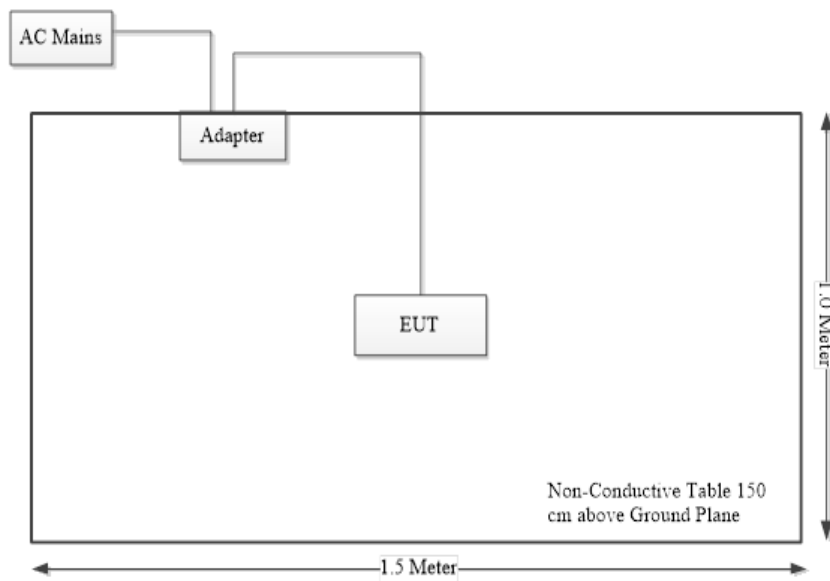 AC Mains
Adapter
EUT
1.0 Meter
Non-Conductive Table 150
cm above Ground Plane
1.5 Meter